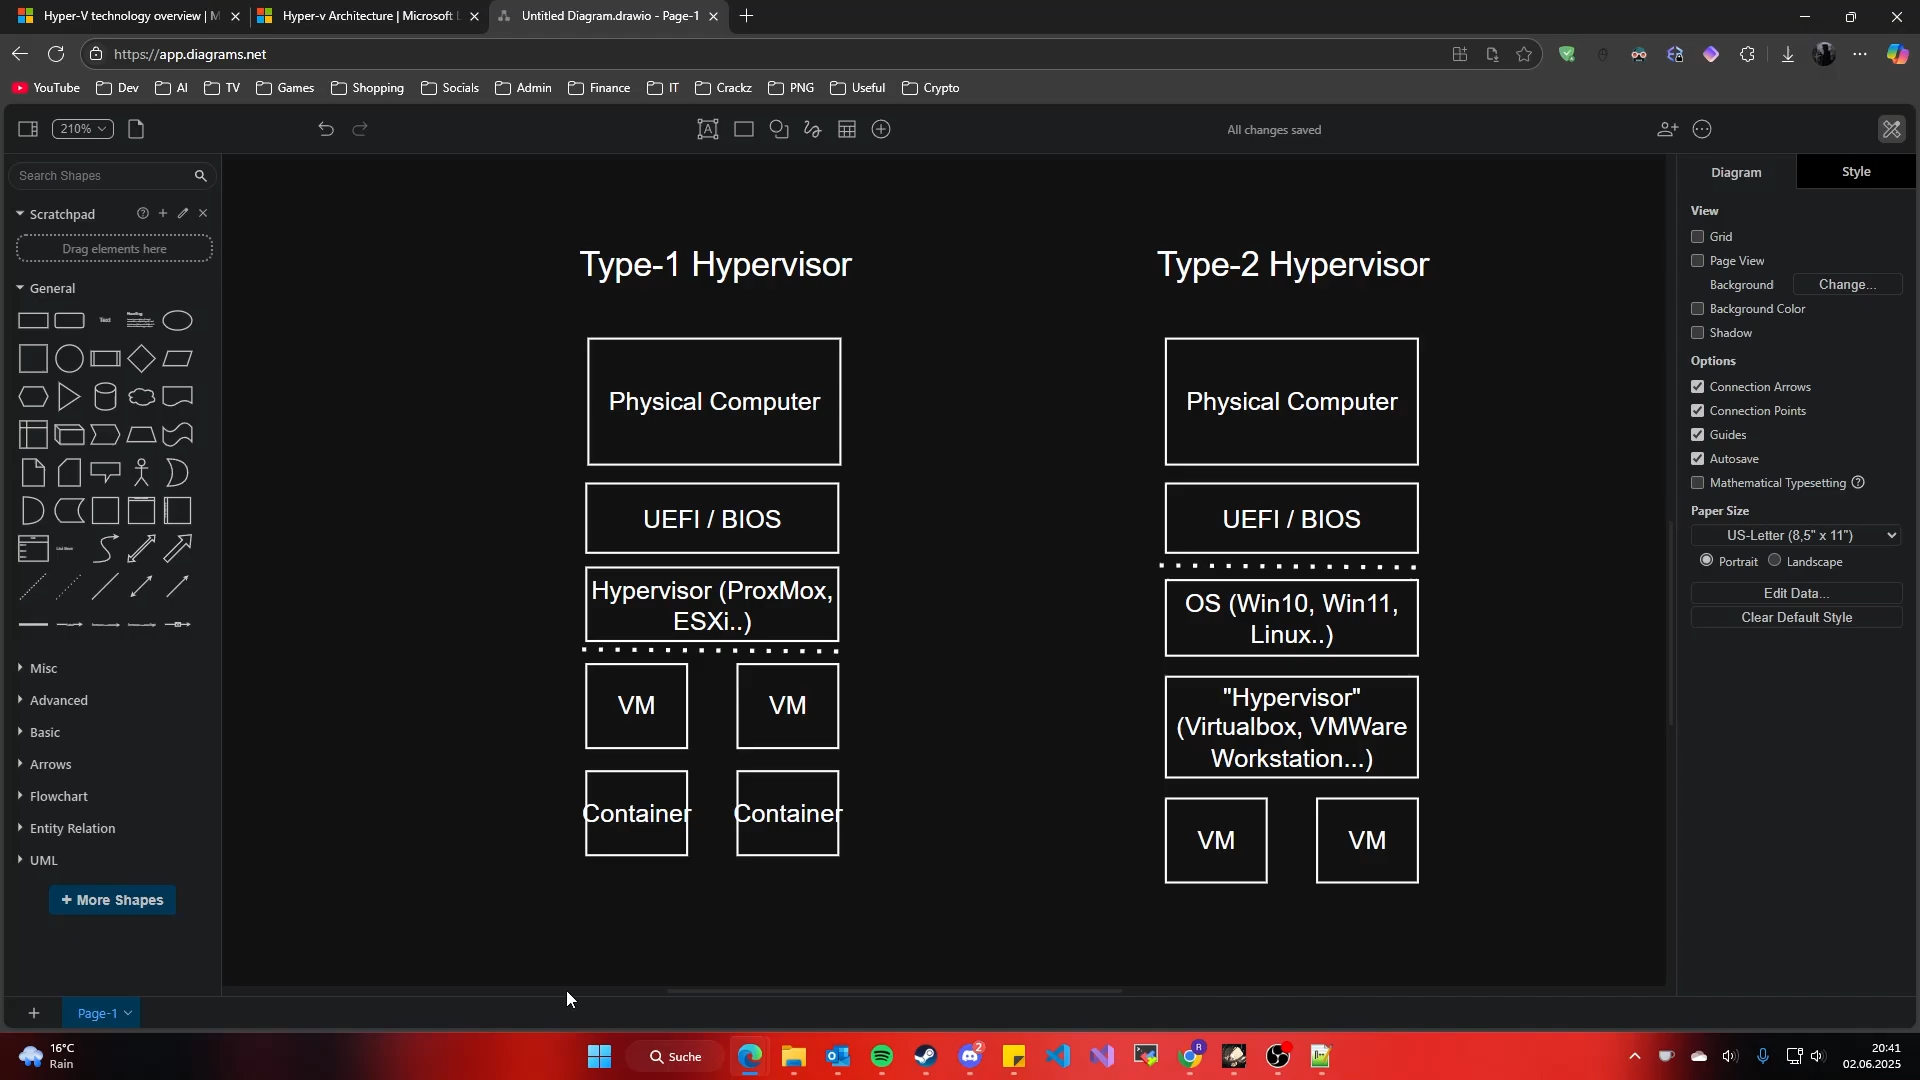 Hyper-V technology overview | M
Hyper-v Architecture | Microsoft L
Untitled Diagram.drawio - Page-1
https://app.diagrams.net
YouTube
Dev
AI
TV
Games
Shopping
Socials
Admin
Finance
IT
Crackz
PNG
Useful
Crypto
210%
All changes saved
Search Shapes
Scratchpad
Drag elements here
General
Text
Heading
List Item
Misc
Advanced
Basic
Arrows
Flowchart
Entity Relation
UML
+ More Shapes
Type-1 Hypervisor
Physical Computer
UEFI / BIOS
Hypervisor (ProxMox,
ESXi..)
VM
VM
Container
Container
Type-2 Hypervisor
Physical Computer
UEFI / BIOS
OS (Win10, Win11,
Linux..)
"Hypervisor"
(Virtualbox, VMWare
Workstation...)
VM
VM
Diagram
Style
View
Grid
Page View
Background
Change...
Background Color
Shadow
Options
Connection Arrows
Connection Points
Guides
Autosave
Mathematical Typesetting
Paper Size
US-Letter (8,5" x 11")
Portrait
Landscape
Edit Data...
Clear Default Style
Page-1
16°C
Rain
Suche
2
R
20:41
02.06.2025